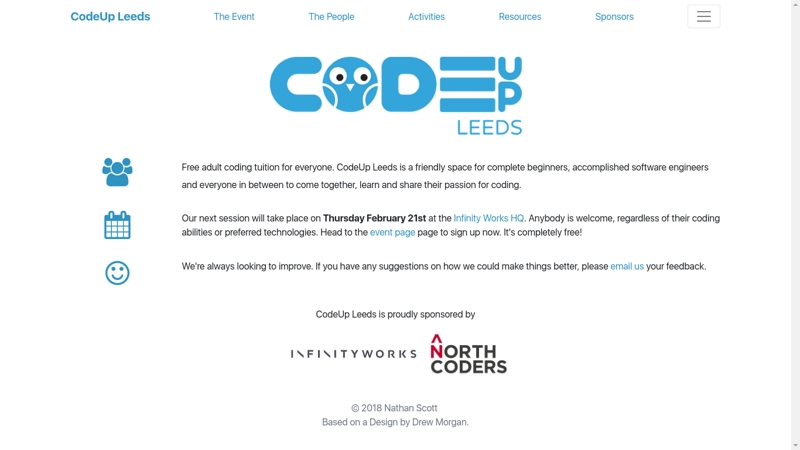 CodeUp Leeds
The Event
The People
Activities
Resources
Sponsors
CODE UP
LEEDS
Free adult coding tuition for everyone. CodeUp Leeds is a friendly space for complete beginners, accomplished software engineers
and everyone in between to come together, learn and share their passion for coding.
Our next session will take place on Thursday February 21st at the Infinity Works HQ. Anybody is welcome, regardless of their coding
abilities or preferred technologies. Head to the event page page to sign up now. It's completely free!
We're always looking to improve. If you have any suggestions on how we could make things better, please email us your feedback.
CodeUp Leeds is proudly sponsored by
INFINITYWORKS
NORTH
CODERS
© 2018 Nathan Scott
Based on a Design by Drew Morgan.